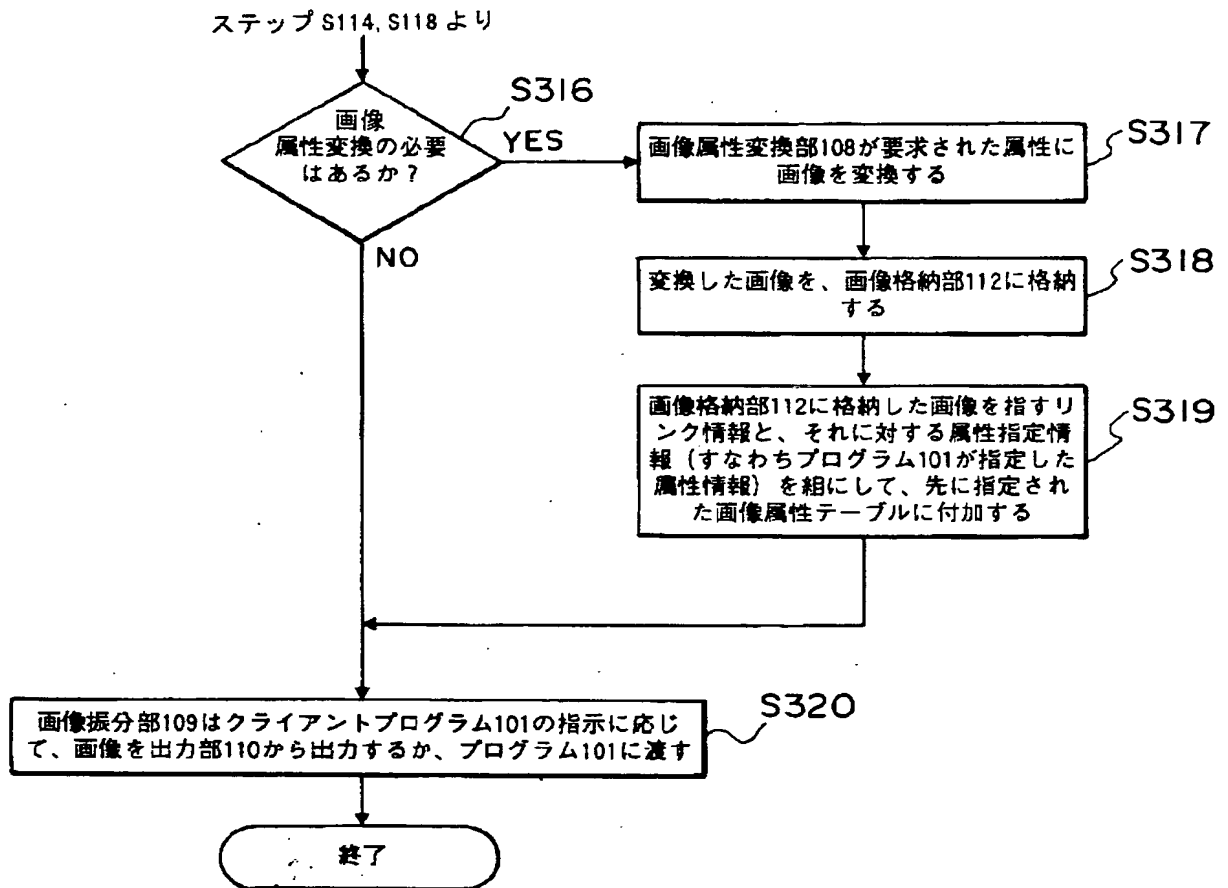 ステップ S114, S118 より
S316
画像
属性変換の必要
はあるか？
YES
NO
画像属性変換部108が要求された属性に
画像を変換する
S317
変換した画像を、画像格納部112に格納
する
S318
画像格納部112に格納した画像を指すリ
ンク情報と、それに対する属性指定情
報（すなわちプログラム101が指定した
属性情報）を組にして、先に指定され
た画像属性テーブルに付加する
S319
画像振分部109はクライアントプログラム101の指示に応じ
て、画像を出力部110から出力するか、プログラム101に渡す
S320
終了